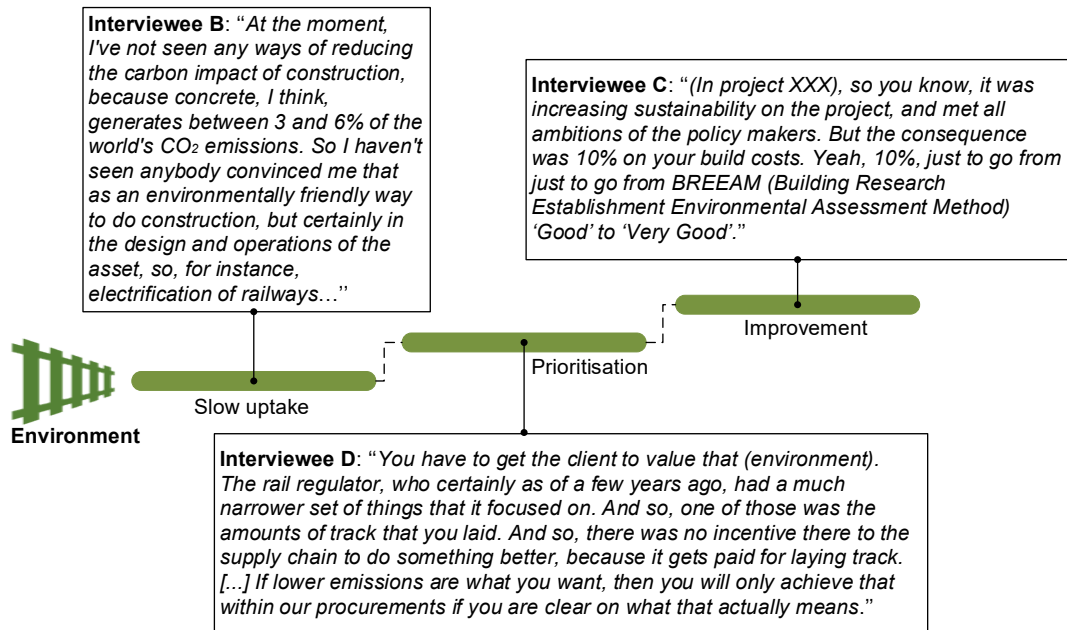 Interviewee B: “At the moment,
I've not seen any ways of reducing
the carbon impact of construction,
because concrete, I think,
generates between 3 and 6% of the
world's CO₂ emissions. So I haven't
seen anybody convinced me that
as an environmentally friendly way
to do construction, but certainly in
the design and operations of the
asset, so, for instance,
electrification of railways…”
Interviewee C: “(In project XXX), so you know, it was
increasing sustainability on the project, and met all
ambitions of the policy makers. But the consequence
was 10% on your build costs. Yeah, 10%, just to go from
just to go from BREEAM (Building Research
Establishment Environmental Assessment Method)
‘Good’ to ‘Very Good’.”
Improvement
Prioritisation
Slow uptake
Environment
Interviewee D: “You have to get the client to value that (environment).
The rail regulator, who certainly as of a few years ago, had a much
narrower set of things that it focused on. And so, one of those was the
amounts of track that you laid. And so, there was no incentive there to the
supply chain to do something better, because it gets paid for laying track.
[...] If lower emissions are what you want, then you will only achieve that
within our procurements if you are clear on what that actually means.”